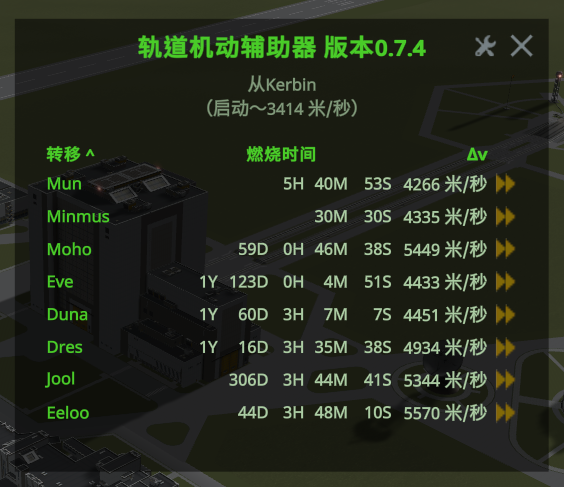 轨道机动辅助器 版本0.7.4
从Kerbin
（启动～3414 米/秒）
转移 ^ 燃烧时间 Δv
Mun 5H 40M 53S 4266 米/秒
Minmus 30M 30S 4335 米/秒
Moho 59D 0H 46M 38S 5449 米/秒
Eve 1Y 123D 0H 4M 51S 4433 米/秒
Duna 1Y 60D 3H 7M 7S 4451 米/秒
Dres 1Y 16D 3H 35M 38S 4934 米/秒
Jool 306D 3H 44M 41S 5344 米/秒
Eeloo 44D 3H 48M 10S 5570 米/秒